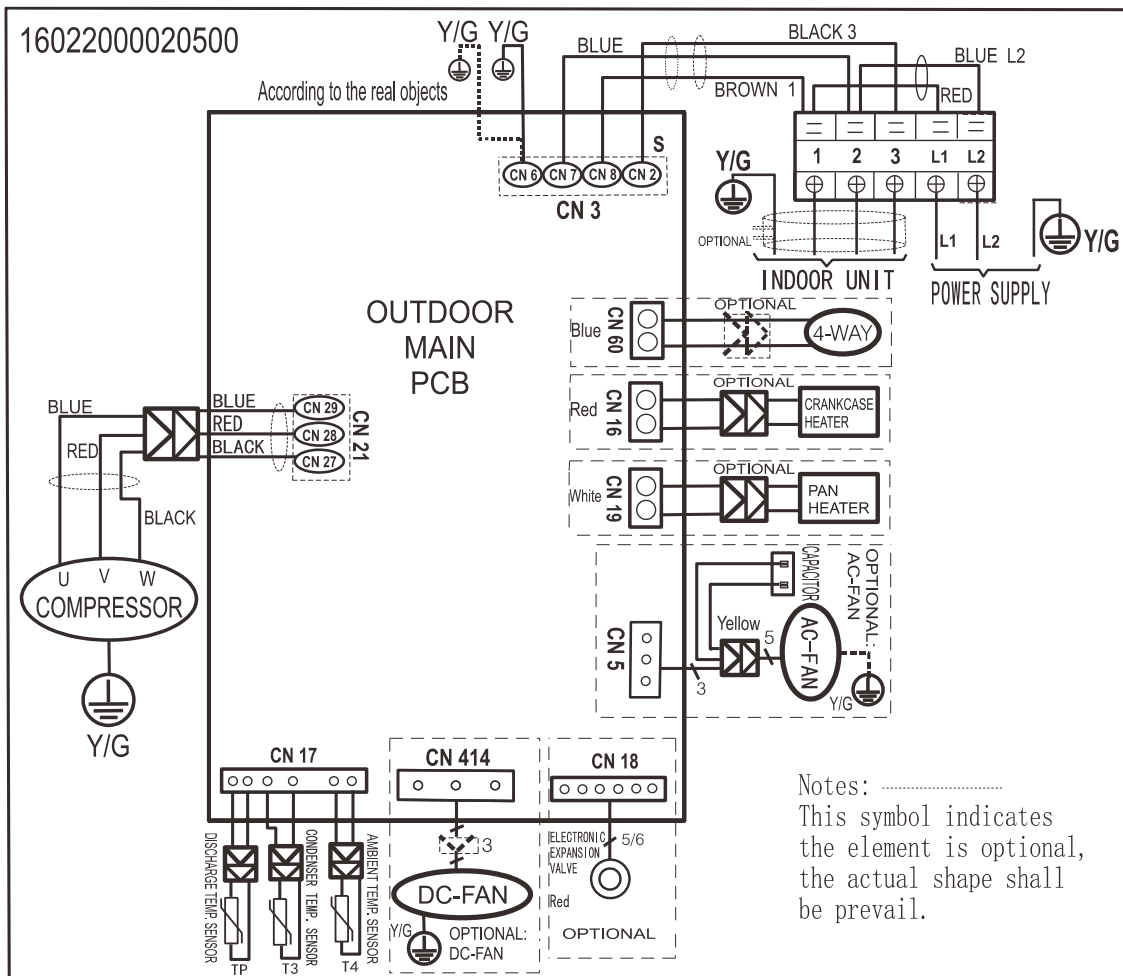 16022000020500
Y/G Y/G
According to the real objects
BLUE
BLACK 3
BROWN 1
BLUE L2
RED
S
CN 6 CN 7 CN 8 CN 2
CN 3
1 2 3 L1 L2
Y/G
OPTIONAL
INDOOR UNIT
L1 L2
POWER SUPPLY
Y/G
OUTDOOR
MAIN
PCB
Blue
CN 60
OPTIONAL
4-WAY
Red
CN 16
OPTIONAL
CRANKCASE
HEATER
White
CN 19
OPTIONAL
PAN
HEATER
BLUE
RED
BLACK
BLUE
RED
BLACK
CN 29
CN 28
CN 27
CN 21
U V W
COMPRESSOR
Y/G
CN 5
3
Yellow
5
CAPACITOR
AC-FAN
OPTIONAL:
AC-FAN
Y/G
CN 17
DISCHARGE TEMP. SENSOR
CONDENSER TEMP. SENSOR
AMBIENT TEMP. SENSOR
TP T3 T4
CN 414
3
DC-FAN
Y/G
OPTIONAL:
DC-FAN
CN 18
ELECTRONIC
EXPANSION
VALVE
5/6
Red
OPTIONAL
Notes:
This symbol indicates
the element is optional,
the actual shape shall
be prevail.